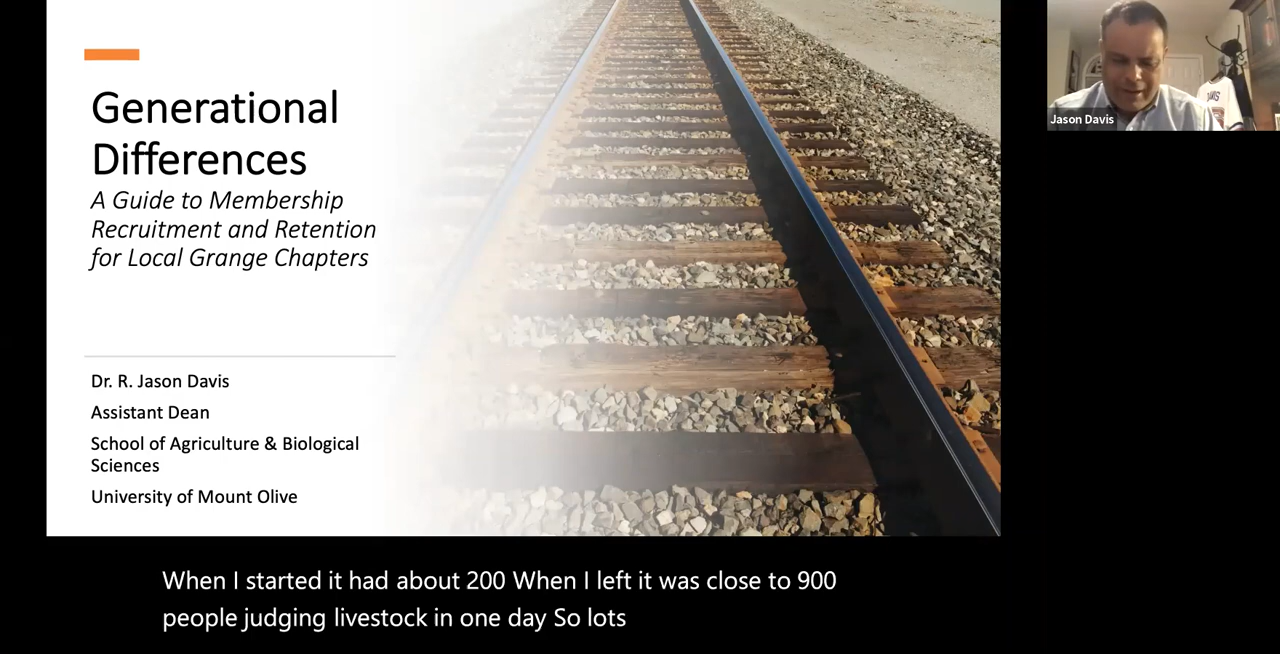 Generational
Differences
A Guide to Membership
Recruitment and Retention
for Local Grange Chapters
Dr. R. Jason Davis
Assistant Dean
School of Agriculture & Biological
Sciences
University of Mount Olive
Jason Davis
When I started it had about 200 When I left it was close to 900
people judging livestock in one day So lots